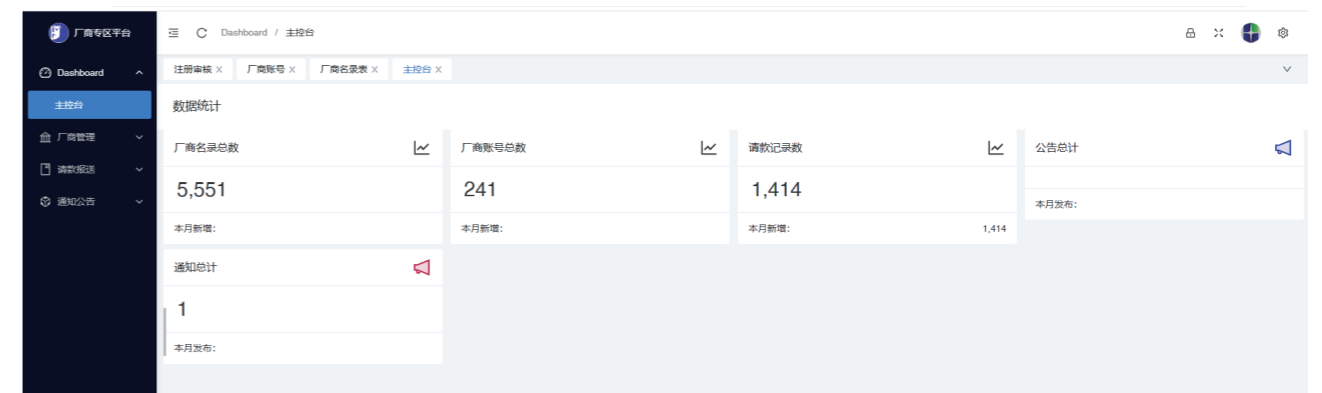 厂商专区平台
Dashboard / 主控台
Dashboard
注册审核 × 厂商账号 × 厂商名录表 × 主控台 ×
主控台
数据统计
厂商管理
厂商名录总数 厂商账号总数 请款记录数 公告总计
请款报送
5,551 241 1,414
通知公告
本月发布:
本月新增: 本月新增: 本月新增: 1,414
通知总计
1
本月发布: